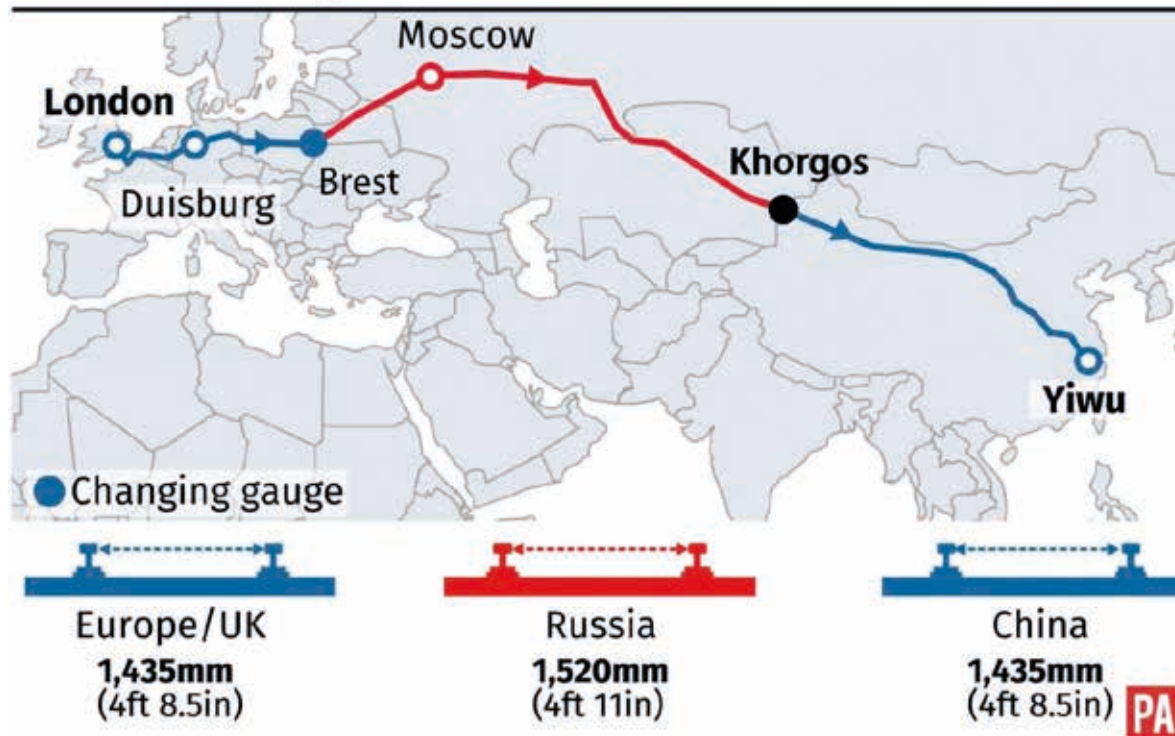 Moscow
London
Khorgos
Brest
Duisburg
Yiwu
Changing gauge
Europe/UK
1,435mm
(4ft 8.5in)
Russia
1,520mm
(4ft 11in)
China
1,435mm
(4ft 8.5in)
PA